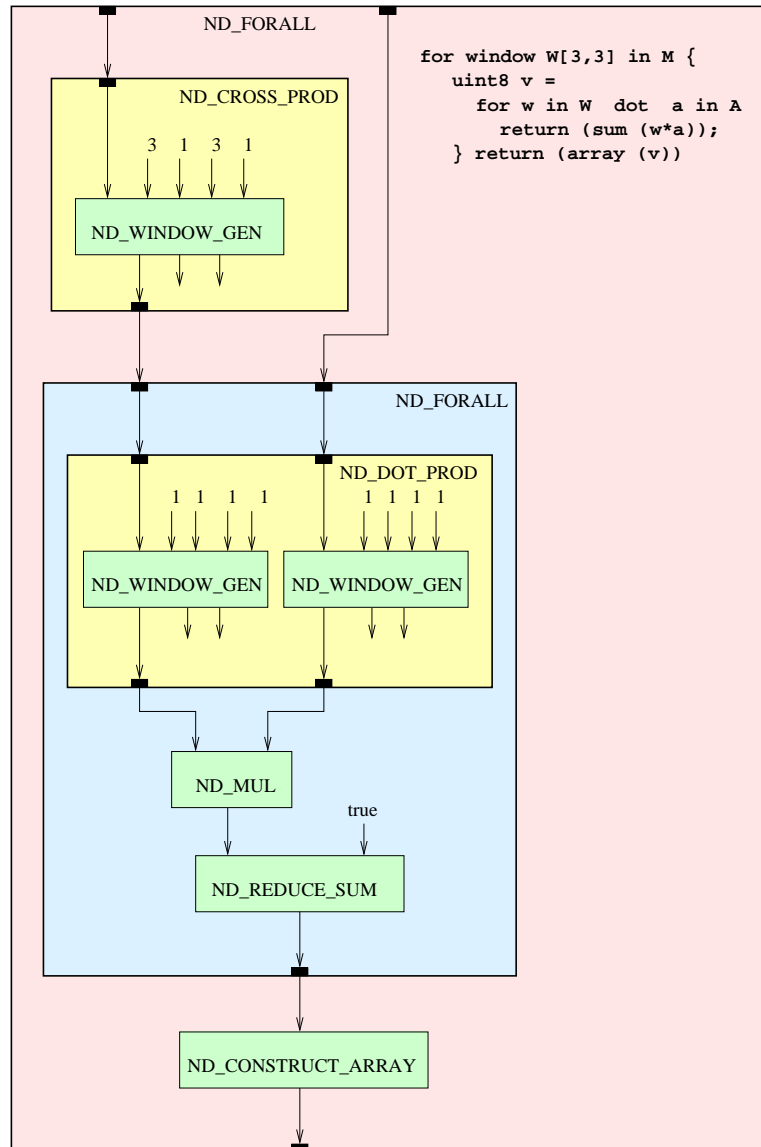 ND_FORALL
for window W[3,3] in M {
uint8 v =
for w in W dot a in A
return (sum (w*a));
} return (array (v))
ND_CROSS_PROD
3 1 3 1
ND_WINDOW_GEN
ND_FORALL
ND_DOT_PROD
1 1 1 1 1 1 1 1
ND_WINDOW_GEN ND_WINDOW_GEN
ND_MUL
true
ND_REDUCE_SUM
ND_CONSTRUCT_ARRAY